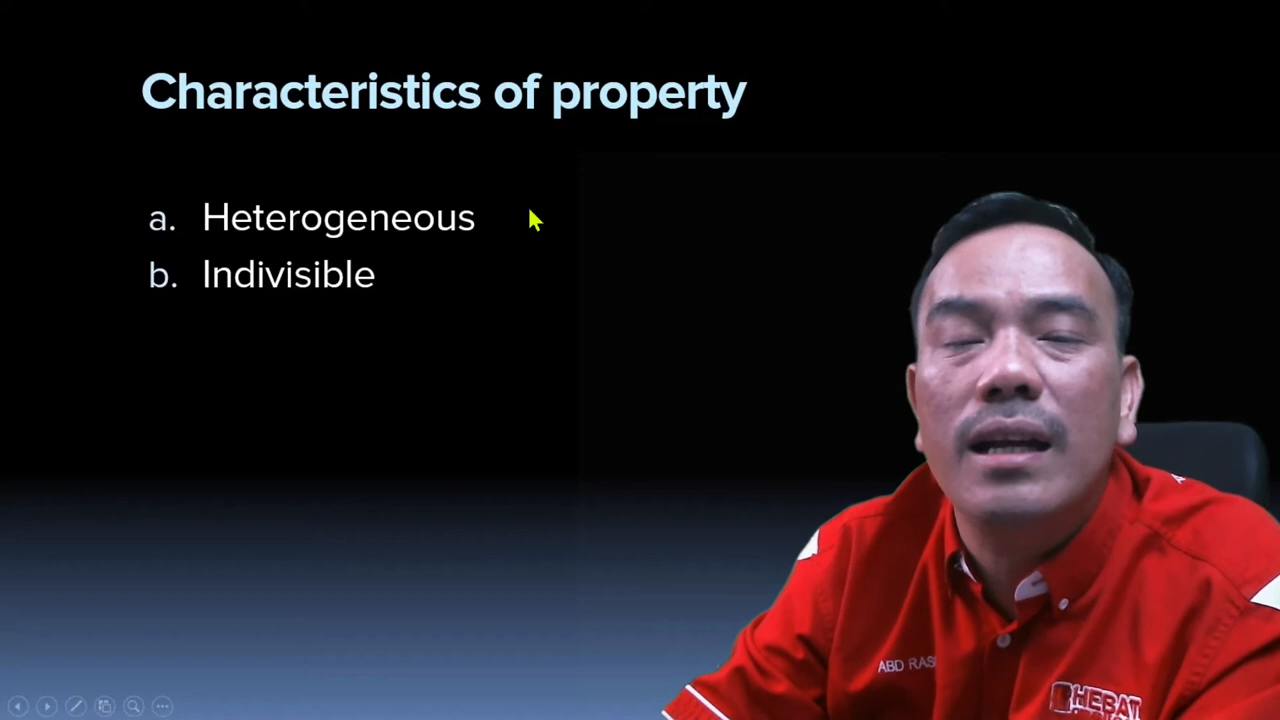 Characteristics of property
a. Heterogeneous
b. Indivisible
ABD RAS
HEBAT